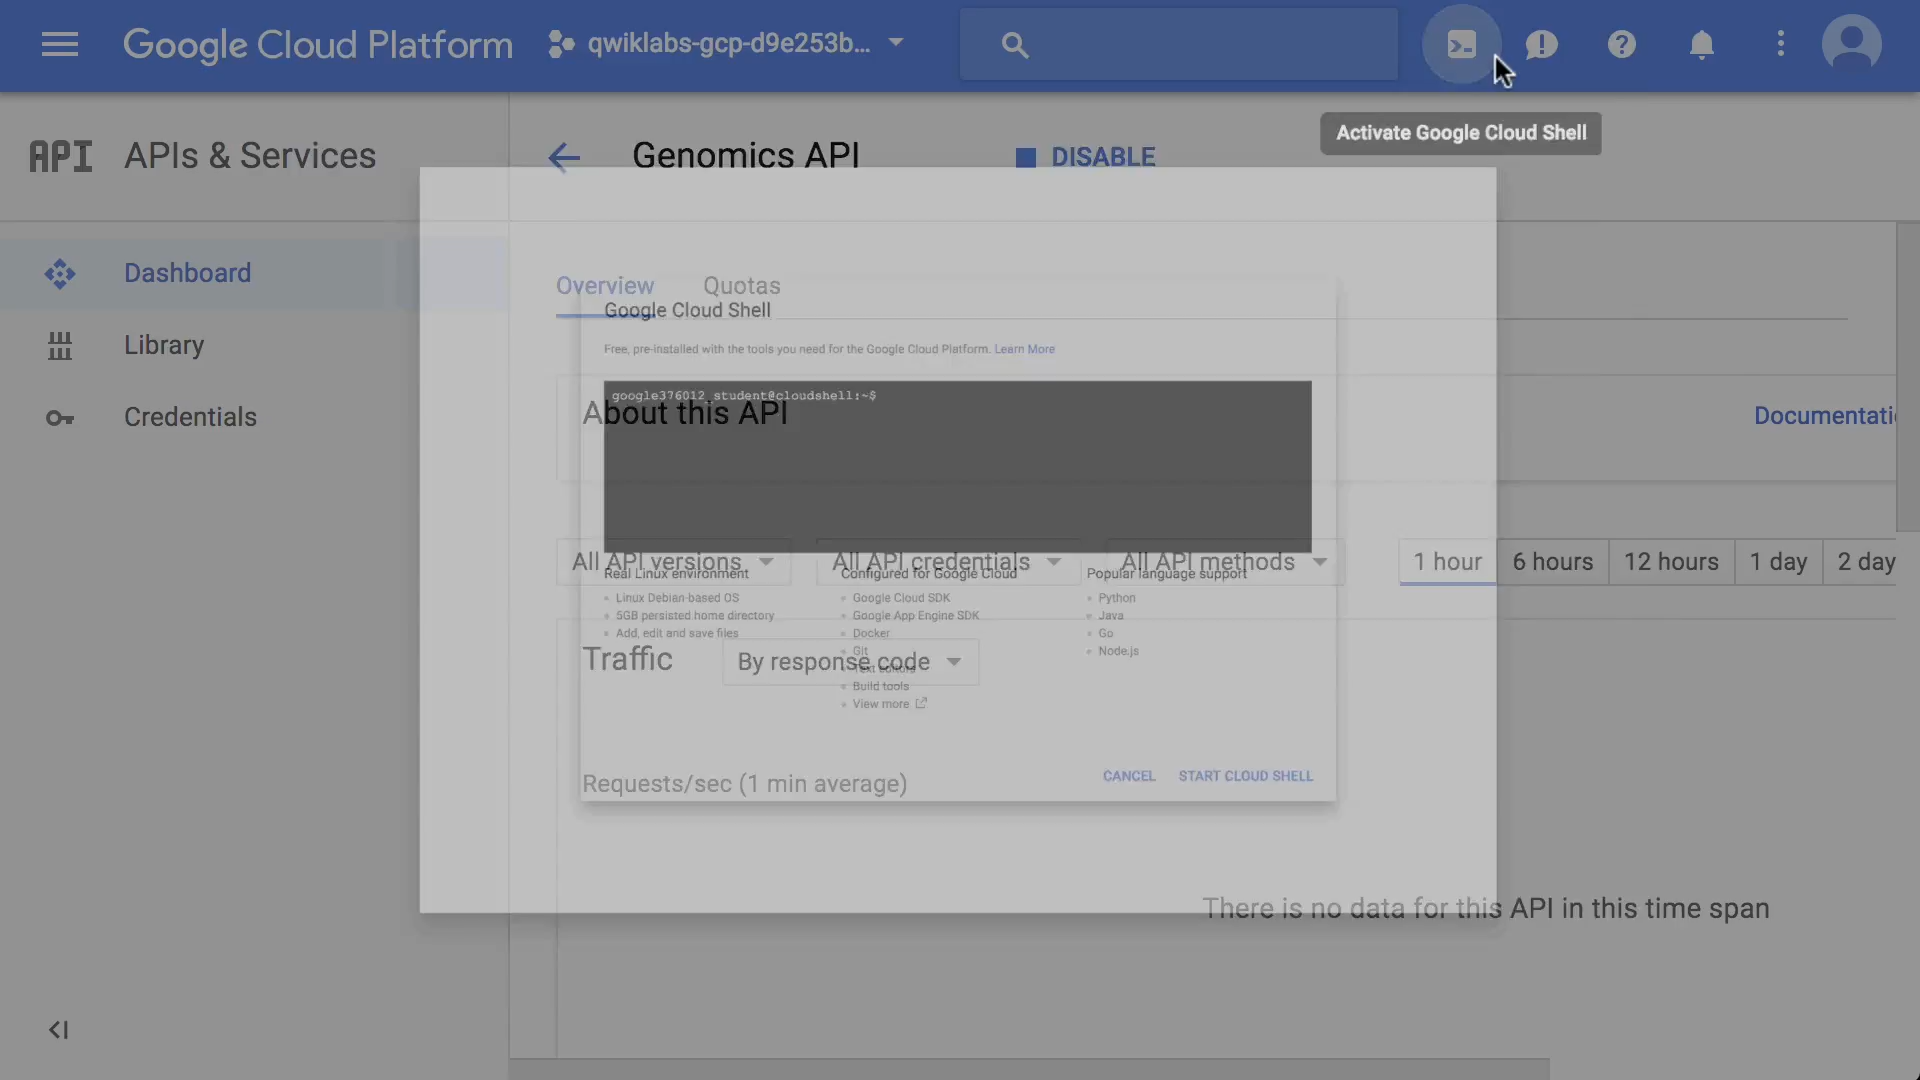 Google Cloud Platform
qwiklabs-gcp-d9e253b...
Activate Google Cloud Shell
API
APIs & Services
Genomics API
DISABLE
Dashboard
Library
Credentials
Overview
Quotas
Google Cloud Shell
Free, pre-installed with the tools you need for the Google Cloud Platform. Learn More
google376012_student@cloudshell:~$
About this API
Documentati
All API versions
All API credentials
All API methods
1 hour
6 hours
12 hours
1 day
2 day
Real Linux environment
Linux Debian-based OS
5GB persisted home directory
Add, edit and save files
Configured for Google Cloud
Google Cloud SDK
Google App Engine SDK
Docker
Git
Text editors
Build tools
View more
Popular language support
Python
Java
Go
Node.js
Traffic
By response code
Requests/sec (1 min average)
CANCEL
START CLOUD SHELL
There is no data for this API in this time span